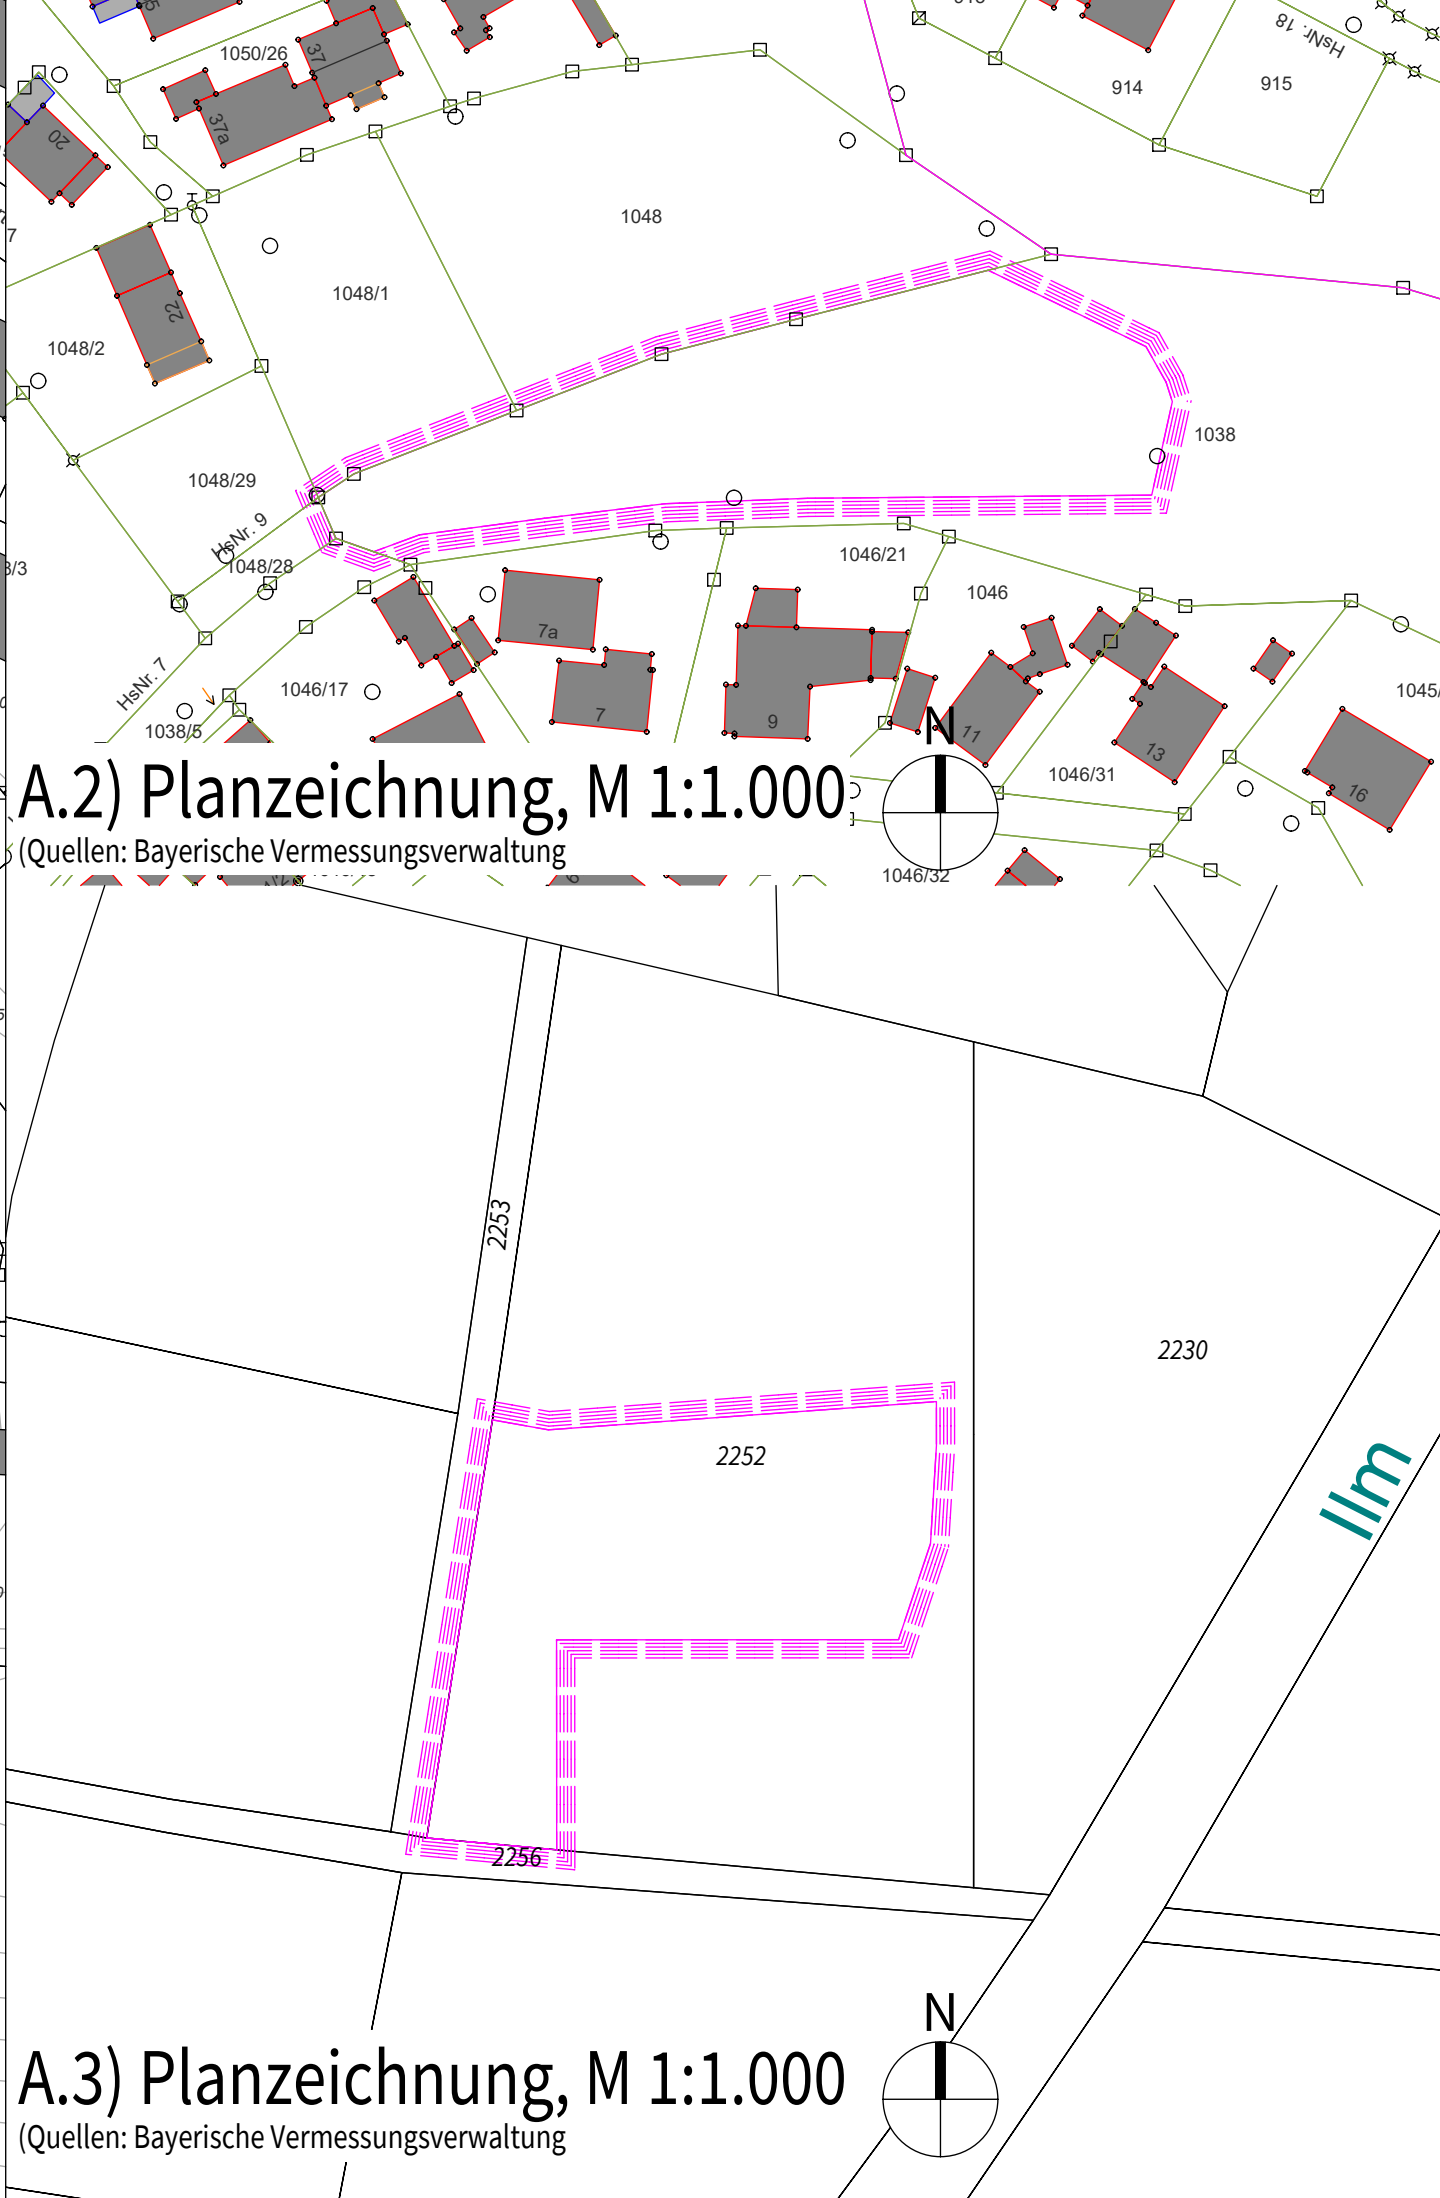 1050/26
37
37a
20
914
915
HsNr. 18
1048
1048/1
22
1048/2
1038
1048/29
HsNr. 9
1048/28
3/3
1046/21
1046
7a
7
9
11
13
16
1046/17
HsNr. 7
1038/5
1045/
1046/31
N
A.2) Planzeichnung, M 1:1.000
(Quellen: Bayerische Vermessungsverwaltung
1046/32
2253
2230
2252
Ilm
2256
N
A.3) Planzeichnung, M 1:1.000
(Quellen: Bayerische Vermessungsverwaltung